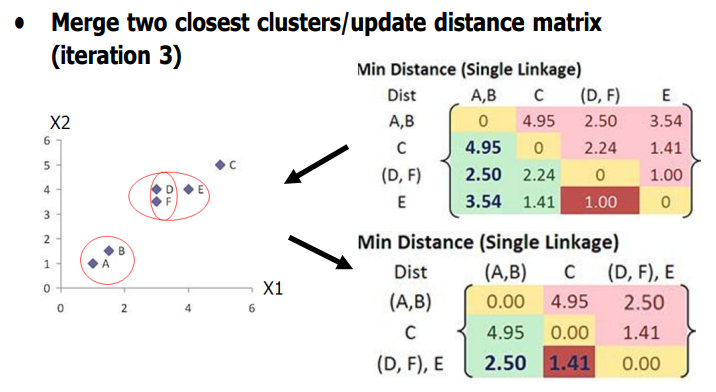 • Merge two closest clusters/update distance matrix
(iteration 3)
Min Distance (Single Linkage)
Dist A,B C (D, F) E
A,B 0 4.95 2.50 3.54
C 4.95 0 2.24 1.41
(D, F) 2.50 2.24 0 1.00
E 3.54 1.41 1.00 0
X2
6
5
4
3
2
1
0
C
D E
F
B
A
0 2 4 6
X1
Min Distance (Single Linkage)
Dist (A,B) C (D, F), E
(A,B) 0.00 4.95 2.50
C 4.95 0.00 1.41
(D, F), E 2.50 1.41 0.00